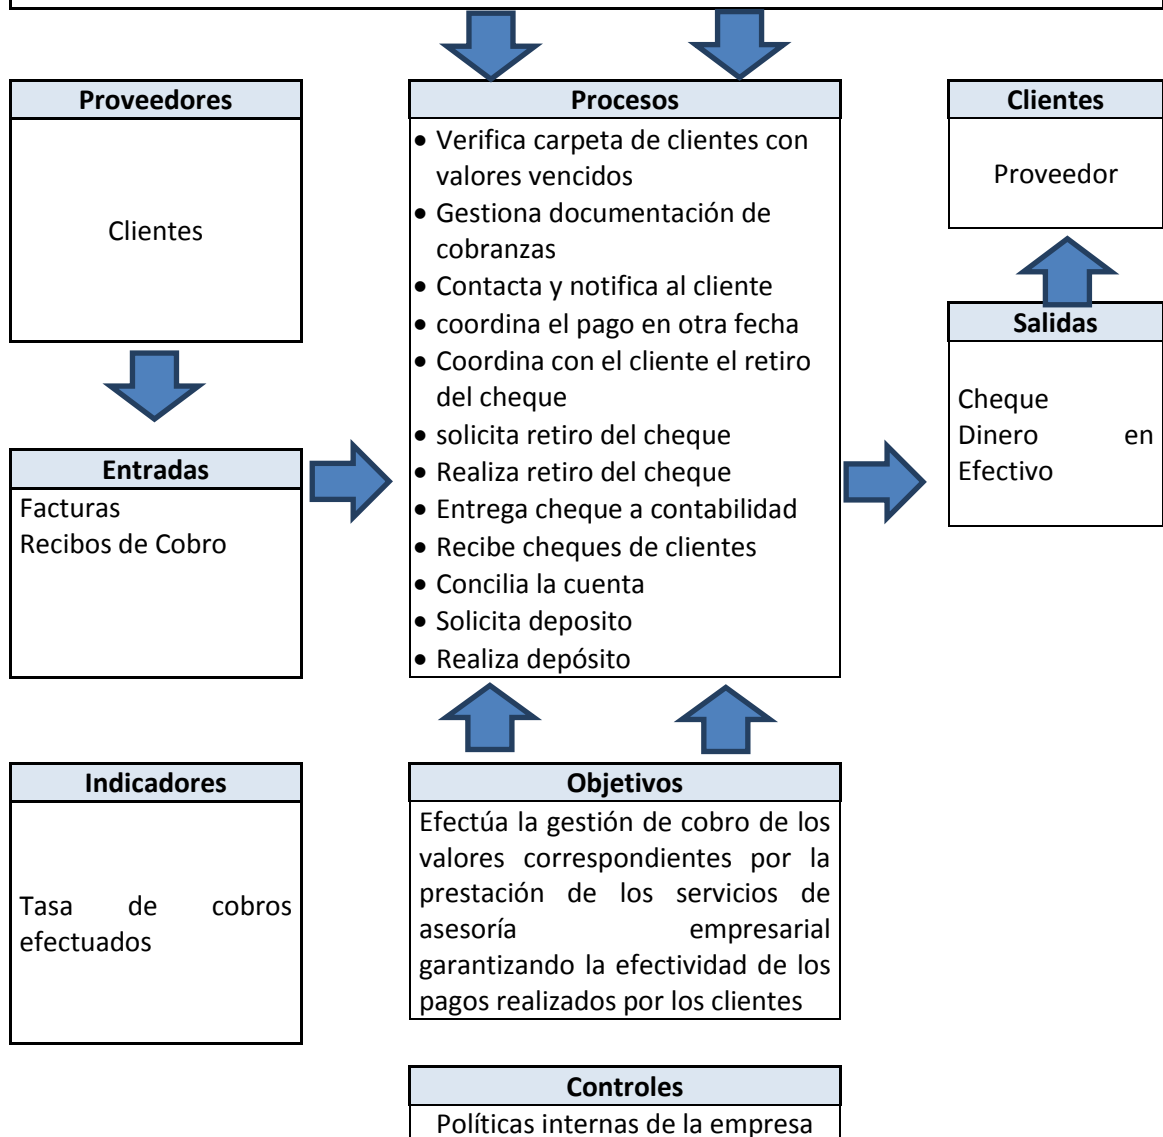 Proveedores
Clientes
Entradas
Facturas
Recibos de Cobro
Indicadores
Tasa de cobros
efectuados
Procesos
• Verifica carpeta de clientes con
valores vencidos
• Gestiona documentación de
cobranzas
• Contacta y notifica al cliente
• coordina el pago en otra fecha
• Coordina con el cliente el retiro
del cheque
• solicita retiro del cheque
• Realiza retiro del cheque
• Entrega cheque a contabilidad
• Recibe cheques de clientes
• Concilia la cuenta
• Solicita deposito
• Realiza depósito
Objetivos
Efectúa la gestión de cobro de los
valores correspondientes por la
prestación de los servicios de
asesoría empresarial
garantizando la efectividad de los
pagos realizados por los clientes
Controles
Políticas internas de la empresa
Clientes
Proveedor
Salidas
Cheque
Dinero en
Efectivo